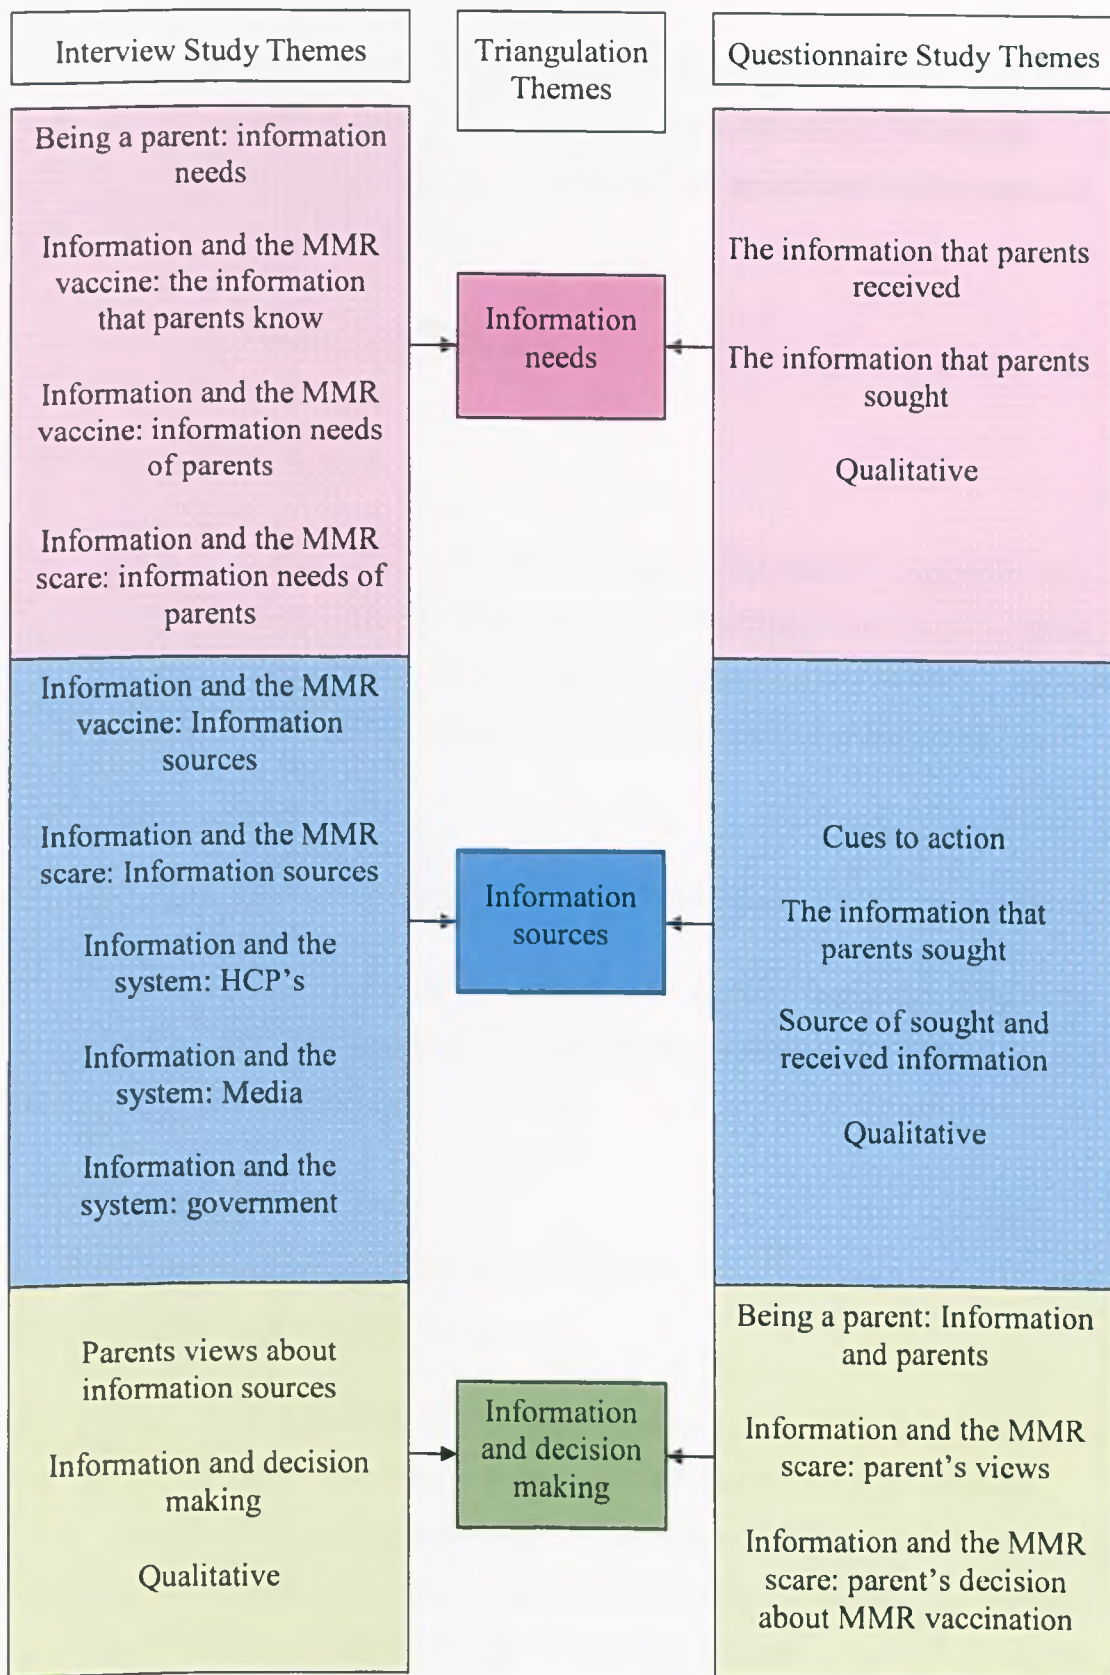 Interview Study Themes
Triangulation
Themes
Questionnaire Study Themes
Being a parent: information
needs
Information and the MMR
vaccine: the information
that parents know
Information and the MMR
vaccine: information needs
of parents
Information and the MMR
scare: information needs of
parents
Information
needs
The information that parents
received
The information that parents
sought
Qualitative
Information and the MMR
vaccine: Information
sources
Information and the MMR
scare: Information sources
Information and the
system: HCP's
Information and the
system: Media
Information and the
system: government
Information
sources
Cues to action
The information that
parents sought
Source of sought and
received information
Qualitative
Parents views about
information sources
Information and decision
making
Qualitative
Information
and decision
making
Being a parent: Information
and parents
Information and the MMR
scare: parent's views
Information and the MMR
scare: parent's decision
about MMR vaccination